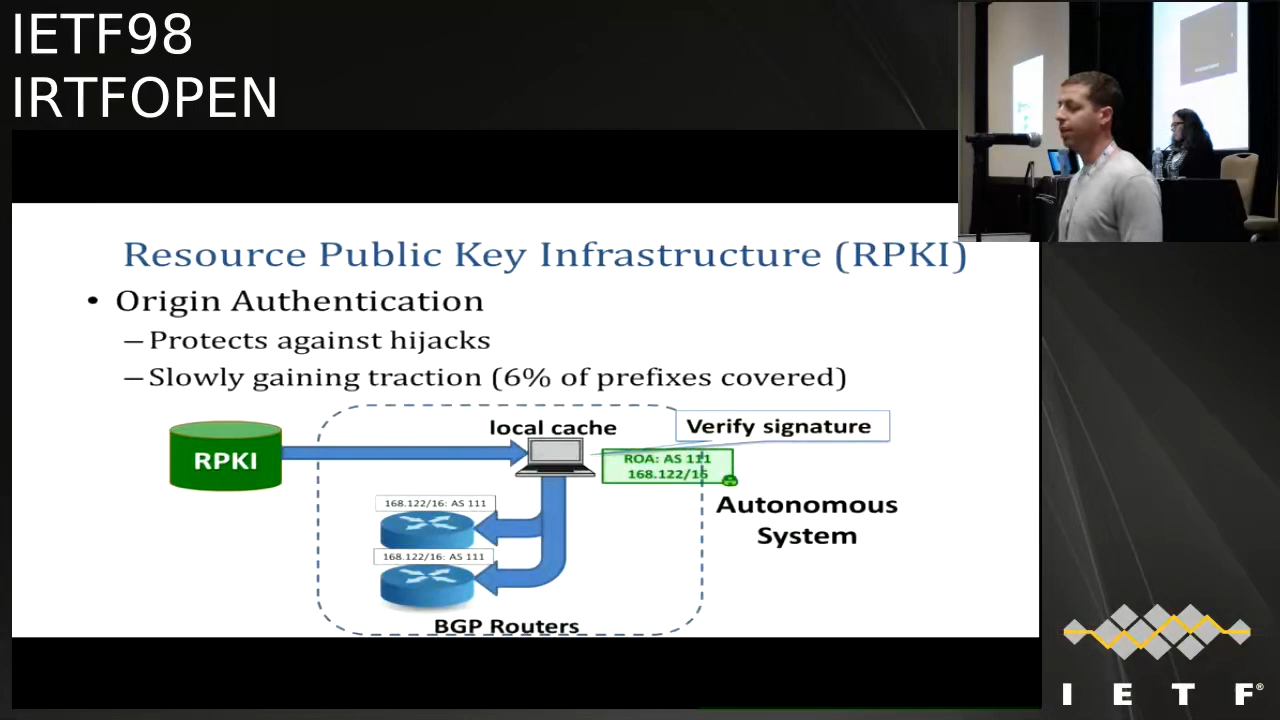 IETF98
IRTFOPEN
Resource Public Key Infrastructure (RPKI)
• Origin Authentication
– Protects against hijacks
– Slowly gaining traction (6% of prefixes covered)
local cache
Verify signature
RPKI
ROA: AS 111
168.122/16
168.122/16: AS 111
Autonomous
System
168.122/16: AS 111
BGP Routers
I E T F®